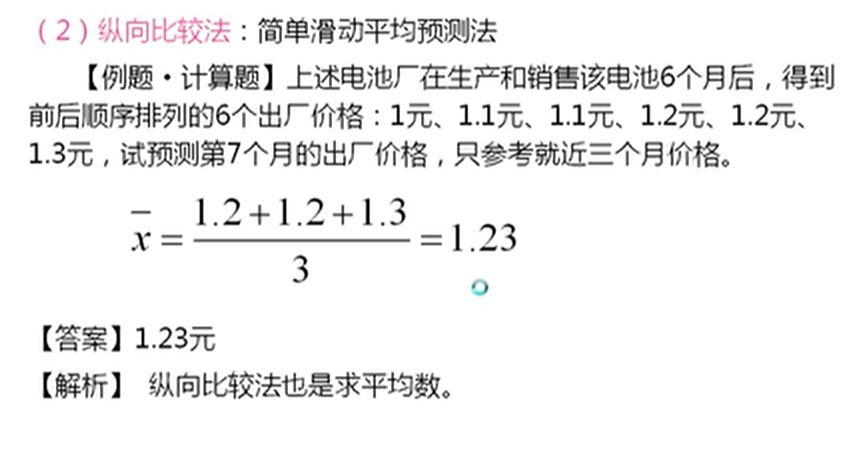 （2）纵向比较法：简单滑动平均预测法
【例题·计算题】上述电池厂在生产和销售该电池6个月后，得到
前后顺序排列的6个出厂价格：1元、1.1元、1.1元、1.2元、1.2元、
1.3元，试预测第7个月的出厂价格，只参考就近三个月价格。
x̄ = (1.2+1.2+1.3)/3 = 1.23
【答案】1.23元
【解析】 纵向比较法也是求平均数。